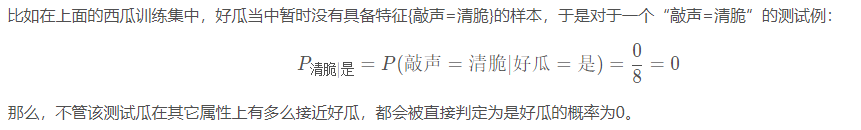 比如在上面的西瓜训练集中，好瓜当中暂时没有具备特征{敲声=清脆}的样本，于是对于一个“敲声=清脆”的测试例：
P清脆|是 = P(敲声 = 清脆|好瓜 = 是) = 0/8 = 0
那么，不管该测试瓜在其它属性上有多么接近好瓜，都会被直接判定为是好瓜的概率为0。